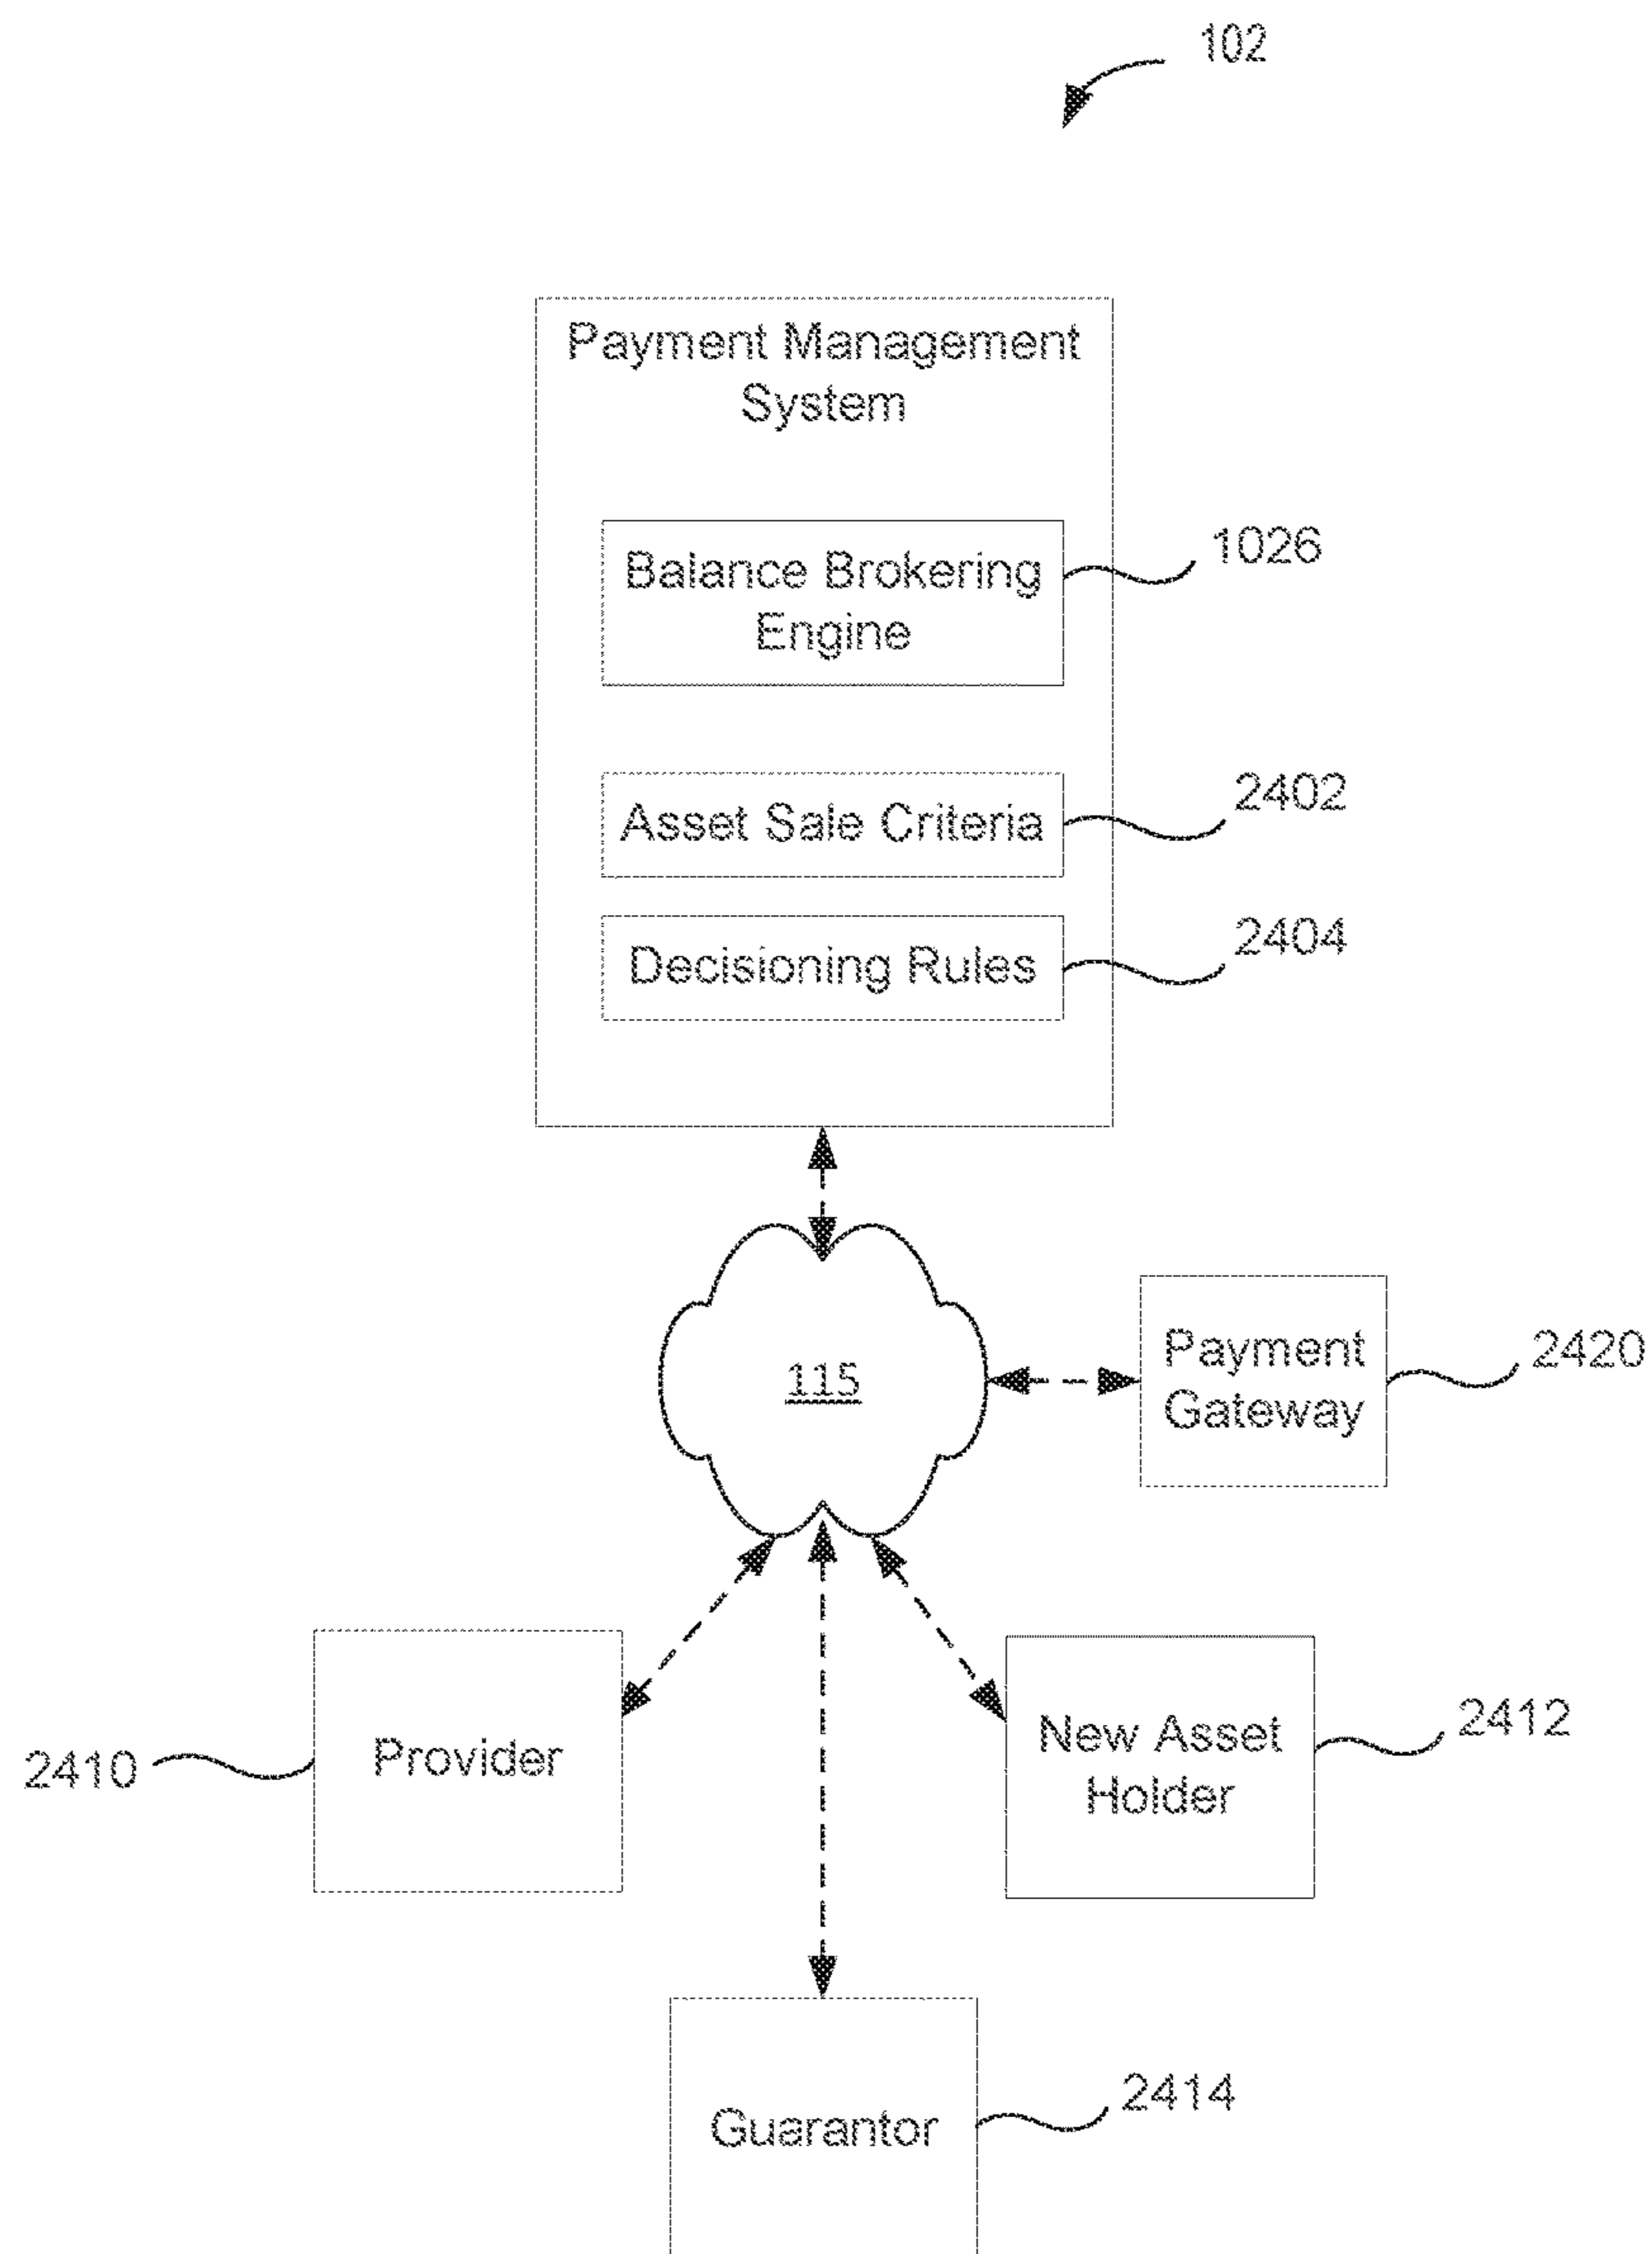 102
Payment Management
System
Balance Brokering
Engine
1026
Asset Sale Criteria
2402
Decisioning Rules
2404
115
Payment
Gateway
2420
2410
Provider
New Asset
Holder
2412
Guarantor
2414